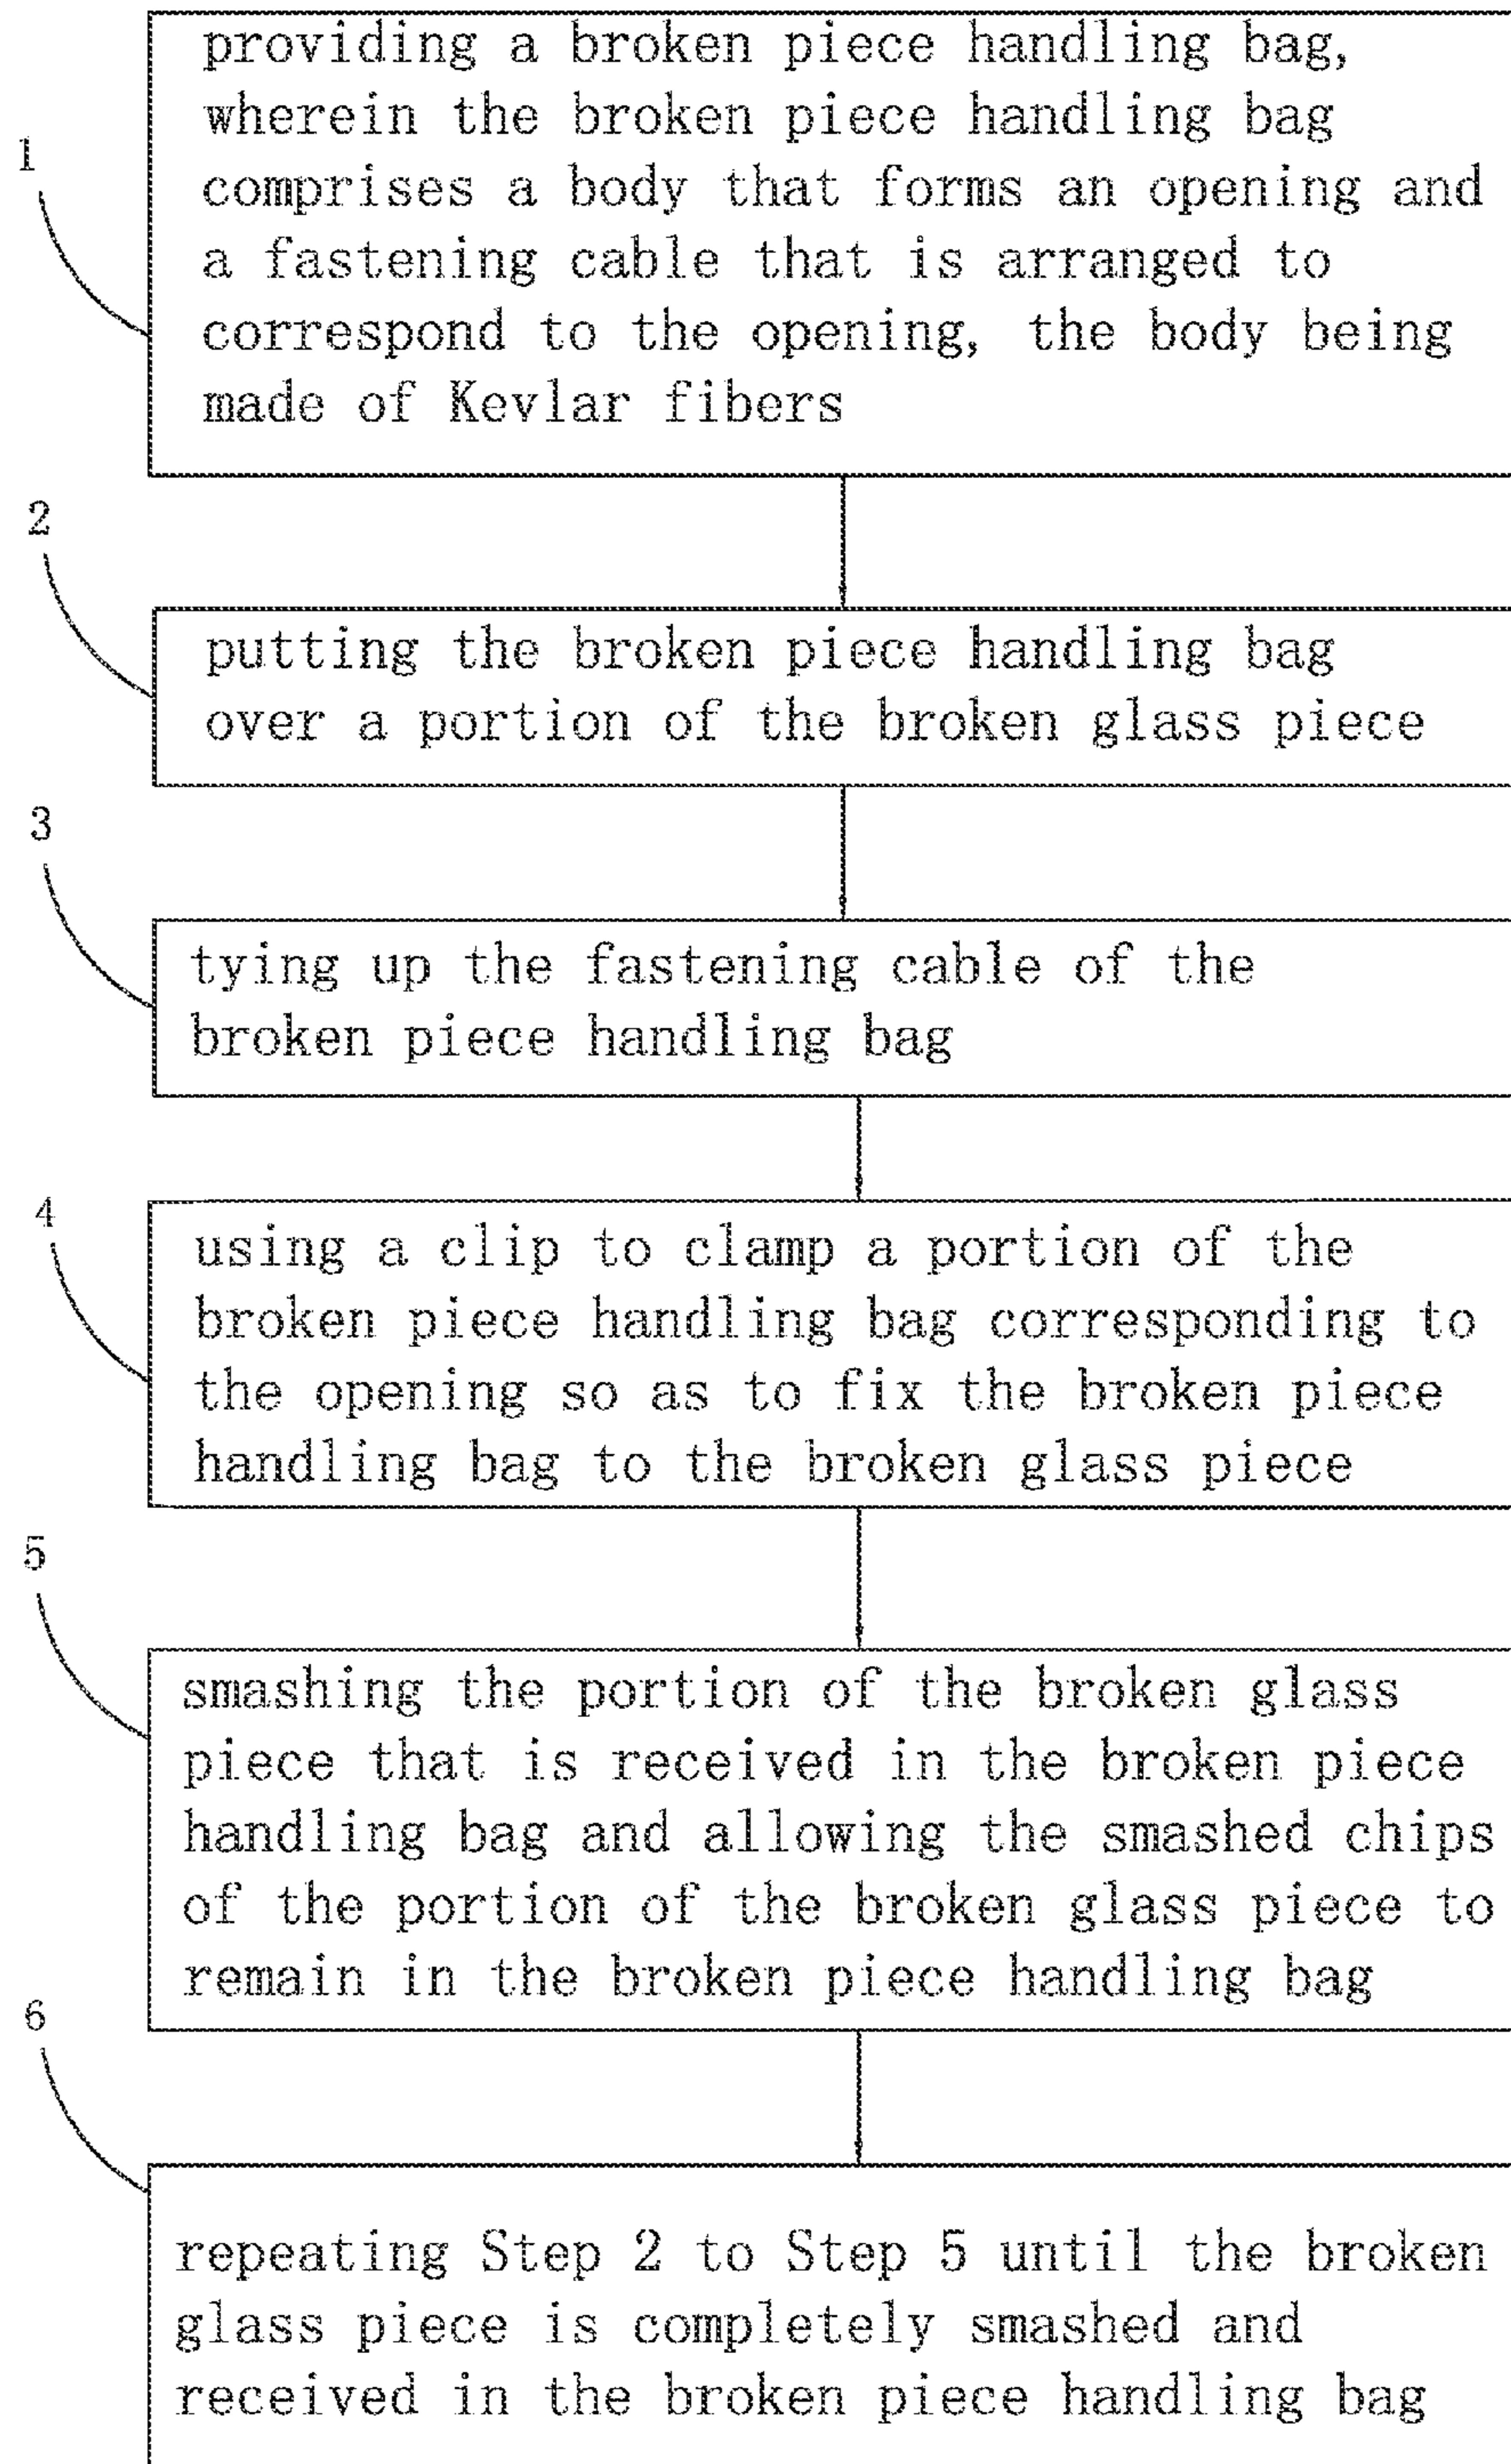 1
providing a broken piece handling bag,
wherein the broken piece handling bag
comprises a body that forms an opening and
a fastening cable that is arranged to
correspond to the opening, the body being
made of Kevlar fibers
2
putting the broken piece handling bag
over a portion of the broken glass piece
3
tying up the fastening cable of the
broken piece handling bag
4
using a clip to clamp a portion of the
broken piece handling bag corresponding to
the opening so as to fix the broken piece
handling bag to the broken glass piece
5
smashing the portion of the broken glass
piece that is received in the broken piece
handling bag and allowing the smashed chips
of the portion of the broken glass piece to
remain in the broken piece handling bag
6
repeating Step 2 to Step 5 until the broken
glass piece is completely smashed and
received in the broken piece handling bag